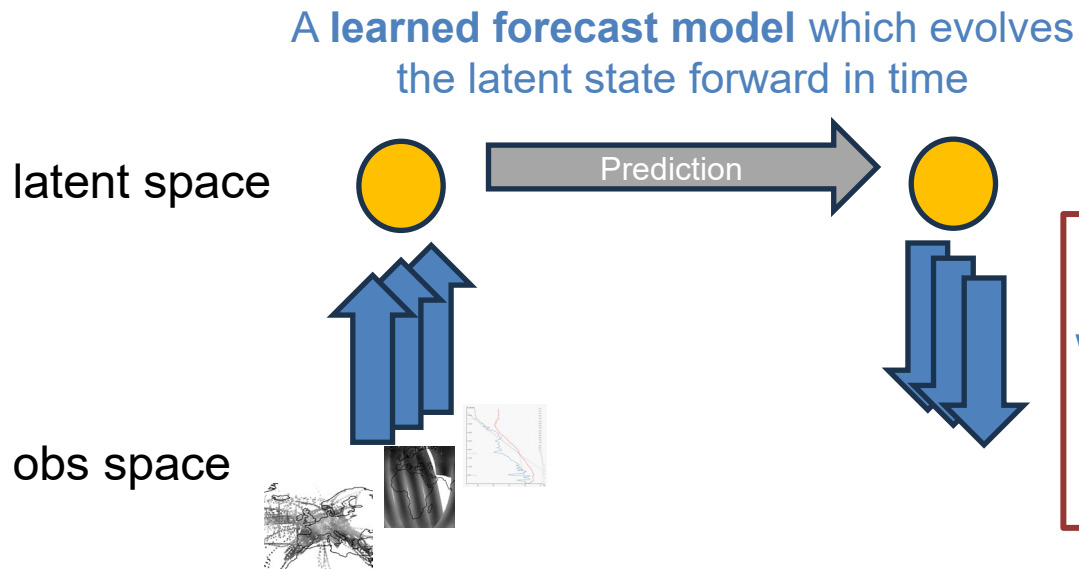 A learned forecast model which evolves
the latent state forward in time
latent space
Prediction
obs space